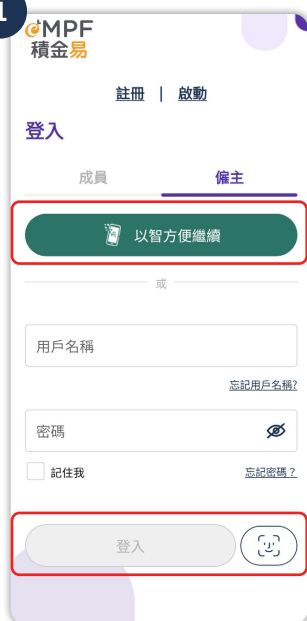 1
eMPF
積金易
註冊 | 啟動
登入
成員 僱主
以智方便繼續
或
用戶名稱
忘記用戶名稱?
密碼
記住我 忘記密碼？
登入